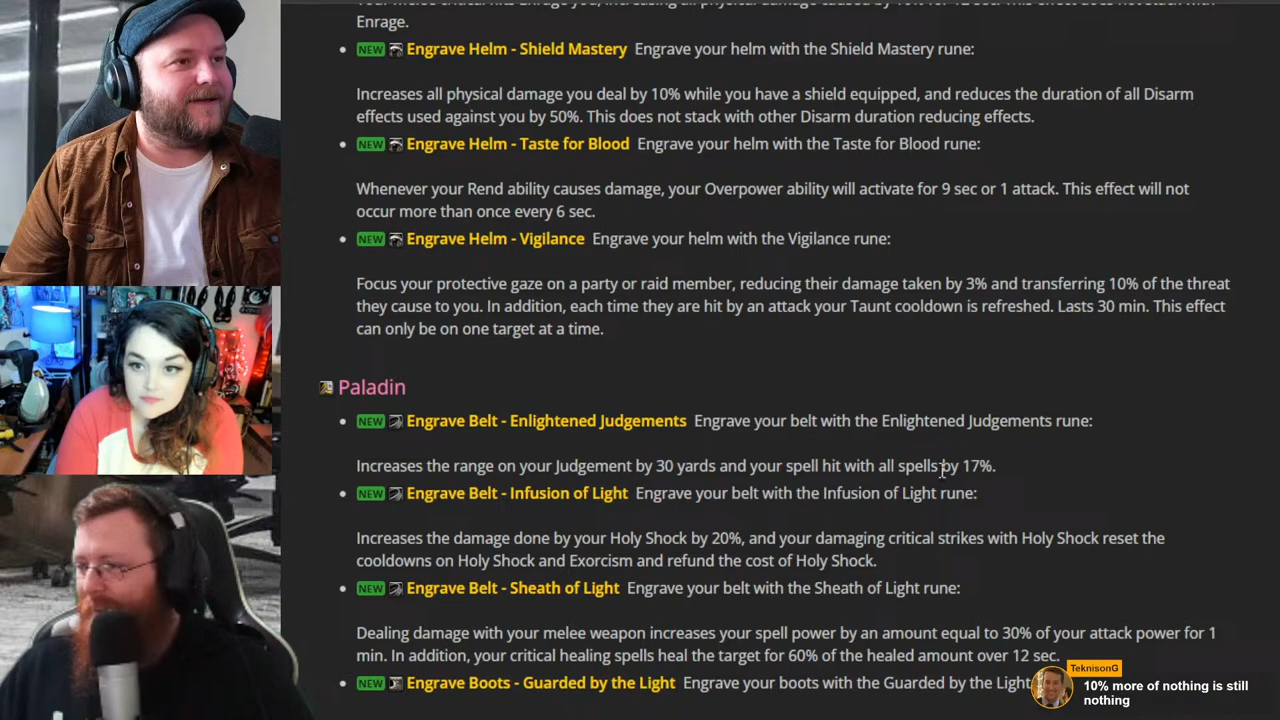 Enrage.
NEW Engrave Helm - Shield Mastery Engrave your helm with the Shield Mastery rune:
Increases all physical damage you deal by 10% while you have a shield equipped, and reduces the duration of all Disarm
effects used against you by 50%. This does not stack with other Disarm duration reducing effects.
NEW Engrave Helm - Taste for Blood Engrave your helm with the Taste for Blood rune:
Whenever your Rend ability causes damage, your Overpower ability will activate for 9 sec or 1 attack. This effect will not
occur more than once every 6 sec.
NEW Engrave Helm - Vigilance Engrave your helm with the Vigilance rune:
Focus your protective gaze on a party or raid member, reducing their damage taken by 3% and transferring 10% of the threat
they cause to you. In addition, each time they are hit by an attack your Taunt cooldown is refreshed. Lasts 30 min. This effect
can only be on one target at a time.
Paladin
NEW Engrave Belt - Enlightened Judgements Engrave your belt with the Enlightened Judgements rune:
Increases the range on your Judgement by 30 yards and your spell hit with all spells by 17%.
NEW Engrave Belt - Infusion of Light Engrave your belt with the Infusion of Light rune:
Increases the damage done by your Holy Shock by 20%, and your damaging critical strikes with Holy Shock reset the
cooldowns on Holy Shock and Exorcism and refund the cost of Holy Shock.
NEW Engrave Belt - Sheath of Light Engrave your belt with the Sheath of Light rune:
Dealing damage with your melee weapon increases your spell power by an amount equal to 30% of your attack power for 1
min. In addition, your critical healing spells heal the target for 60% of the healed amount over 12 sec.
NEW Engrave Boots - Guarded by the Light Engrave your boots with the Guarded by the Light
TeknisonG
10% more of nothing is still
nothing